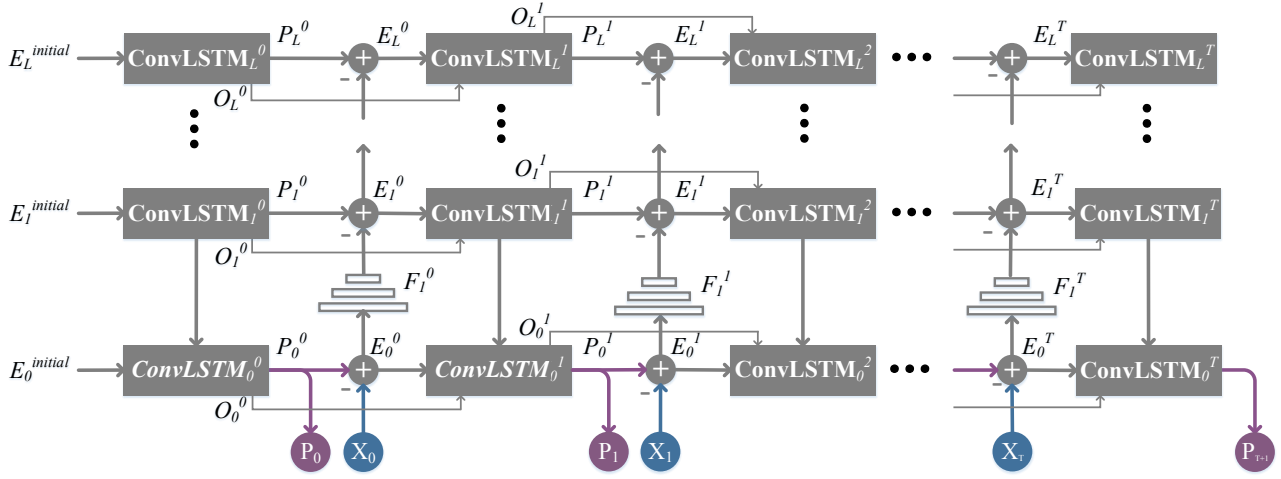 E_L^initial ConvLSTM_L^0 P_L^0 + E_L^0 ConvLSTM_L^1 O_L^1 P_L^1 + E_L^1 ConvLSTM_L^2 ••• + E_L^T ConvLSTM_L^T
- O_L^0 - -
E_1^initial ConvLSTM_1^0 P_1^0 + E_1^0 ConvLSTM_1^1 O_1^1 P_1^1 + E_1^1 ConvLSTM_1^2 ••• + E_1^T ConvLSTM_1^T
O_1^0 - - -
F_1^0 F_1^1 F_1^T
E_0^initial ConvLSTM_0^0 P_0^0 + E_0^0 ConvLSTM_0^1 O_0^1 P_0^1 + E_0^1 ConvLSTM_0^2 ••• + E_0^T ConvLSTM_0^T
O_0^0 - - -
P_0 X_0 P_1 X_1 X_T P_T+1